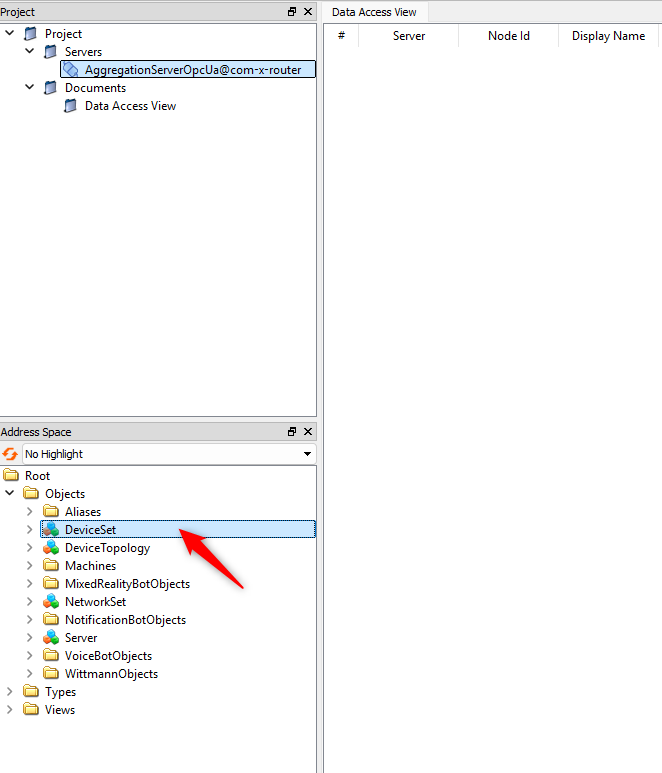 Project
Project
Servers
AggregationServerOpcUa@com-x-router
Documents
Data Access View
Address Space
No Highlight
Root
Objects
Aliases
DeviceSet
DeviceTopology
Machines
MixedRealityBotObjects
NetworkSet
NotificationBotObjects
Server
VoiceBotObjects
WittmannObjects
Types
Views
Data Access View
# Server Node Id Display Name